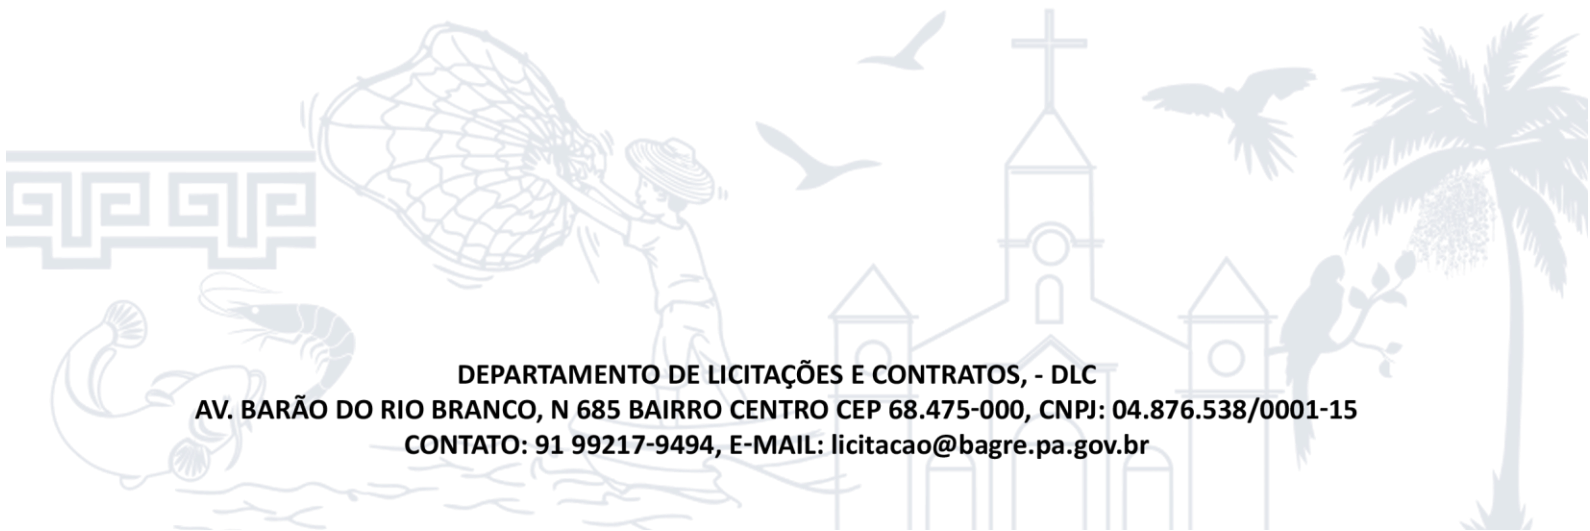 DEPARTAMENTO DE LICITAÇÕES E CONTRATOS, - DLC
AV. BARÃO DO RIO BRANCO, N 685 BAIRRO CENTRO CEP 68.475-000, CNPJ: 04.876.538/0001-15
CONTATO: 91 99217-9494, E-MAIL: licitacao@bagre.pa.gov.br